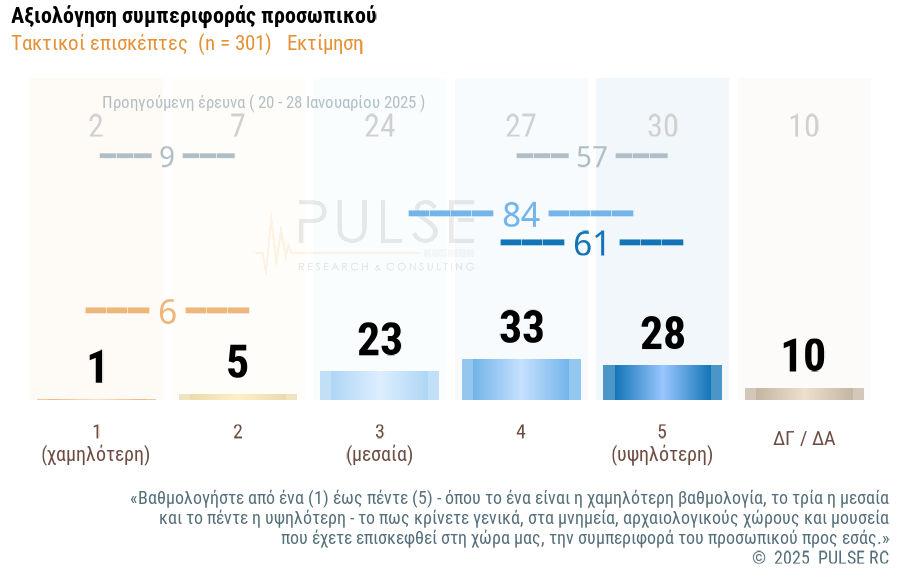 Αξιολόγηση συμπεριφοράς προσωπικού
Τακτικοί επισκέπτες (n = 301) Εκτίμηση
Προηγούμενη έρευνα ( 20 - 28 Ιανουαρίου 2025 )
2 7 24 27 30 10
9 57
PULSE
84
61
RESEARCH & CONSULTING
6
1 5 23 33 28 10
1 2 3 4 5 ΔΓ / ΔΑ
(χαμηλότερη) (μεσαία) (υψηλότερη)
«Βαθμολογήστε από ένα (1) έως πέντε (5) - όπου το ένα είναι η χαμηλότερη βαθμολογία, το τρία η μεσαία
και το πέντε η υψηλότερη - το πως κρίνετε γενικά, στα μνημεία, αρχαιολογικούς χώρους και μουσεία
που έχετε επισκεφθεί στη χώρα μας, την συμπεριφορά του προσωπικού προς εσάς.»
© 2025 PULSE RC